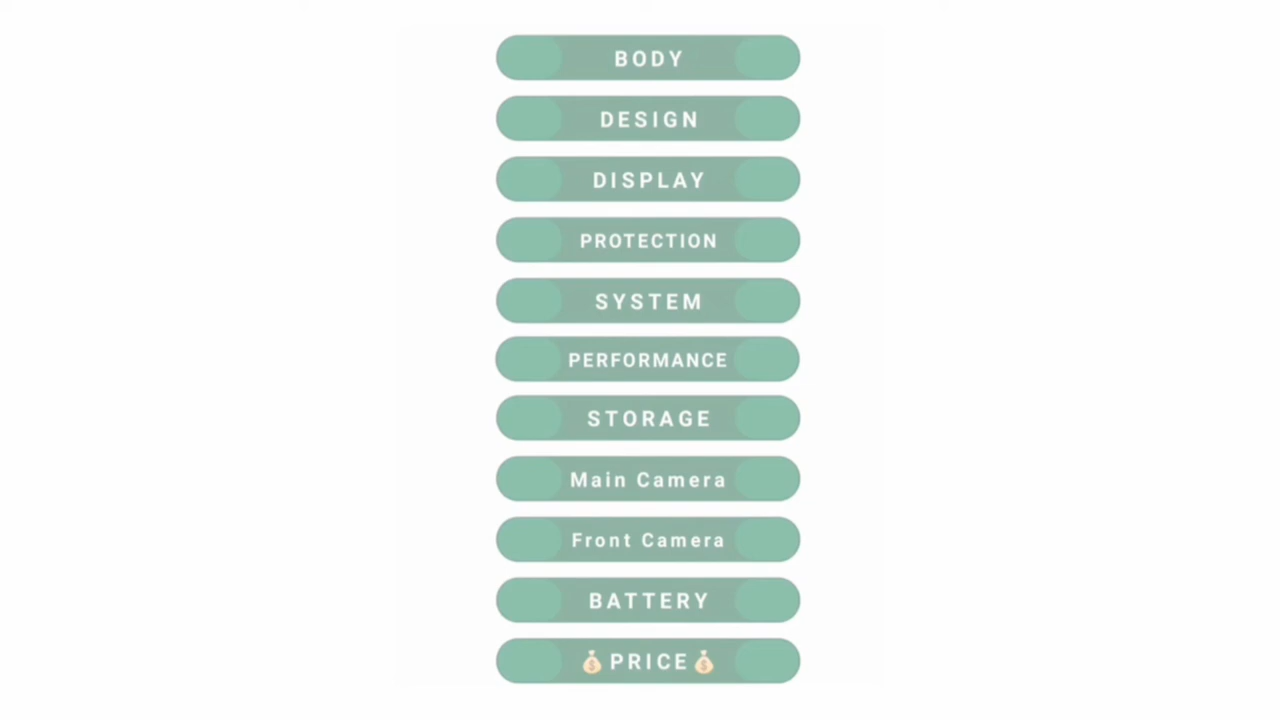 BODY
DESIGN
DISPLAY
PROTECTION
SYSTEM
PERFORMANCE
STORAGE
Main Camera
Front Camera
BATTERY
💰PRICE💰